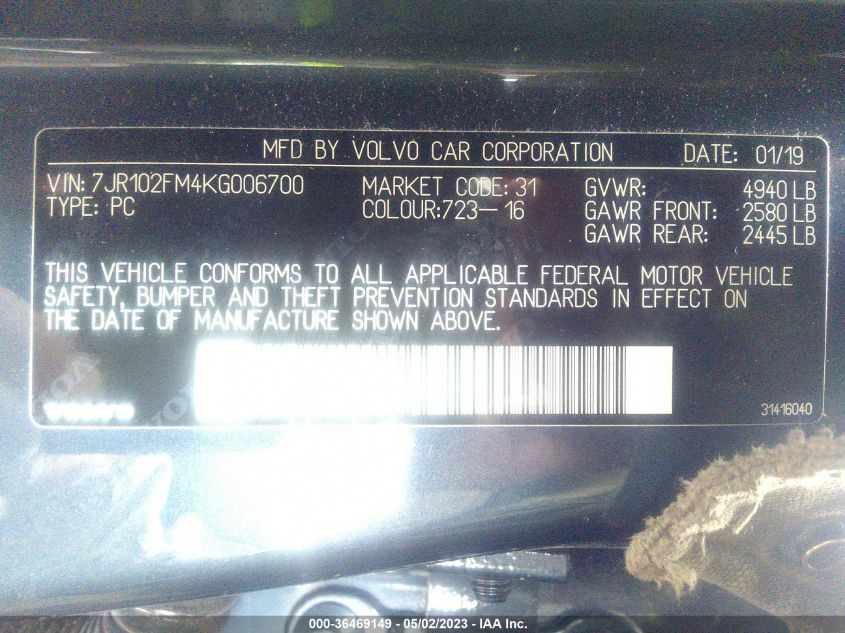 MFD BY VOLVO CAR CORPORATION DATE: 01/19
VIN: 7JR102FM4KG006700 MARKET CODE: 31 GVWR: 4940 LB
TYPE: PC COLOUR:723-16 GAWR FRONT: 2580 LB
GAWR REAR: 2445 LB
THIS VEHICLE CONFORMS TO ALL APPLICABLE FEDERAL MOTOR VEHICLE
SAFETY, BUMPER AND THEFT PREVENTION STANDARDS IN EFFECT ON
THE DATE OF MANUFACTURE SHOWN ABOVE.
VOLVO
31416040
000-36469149 - 05/02/2023 - IAA Inc.